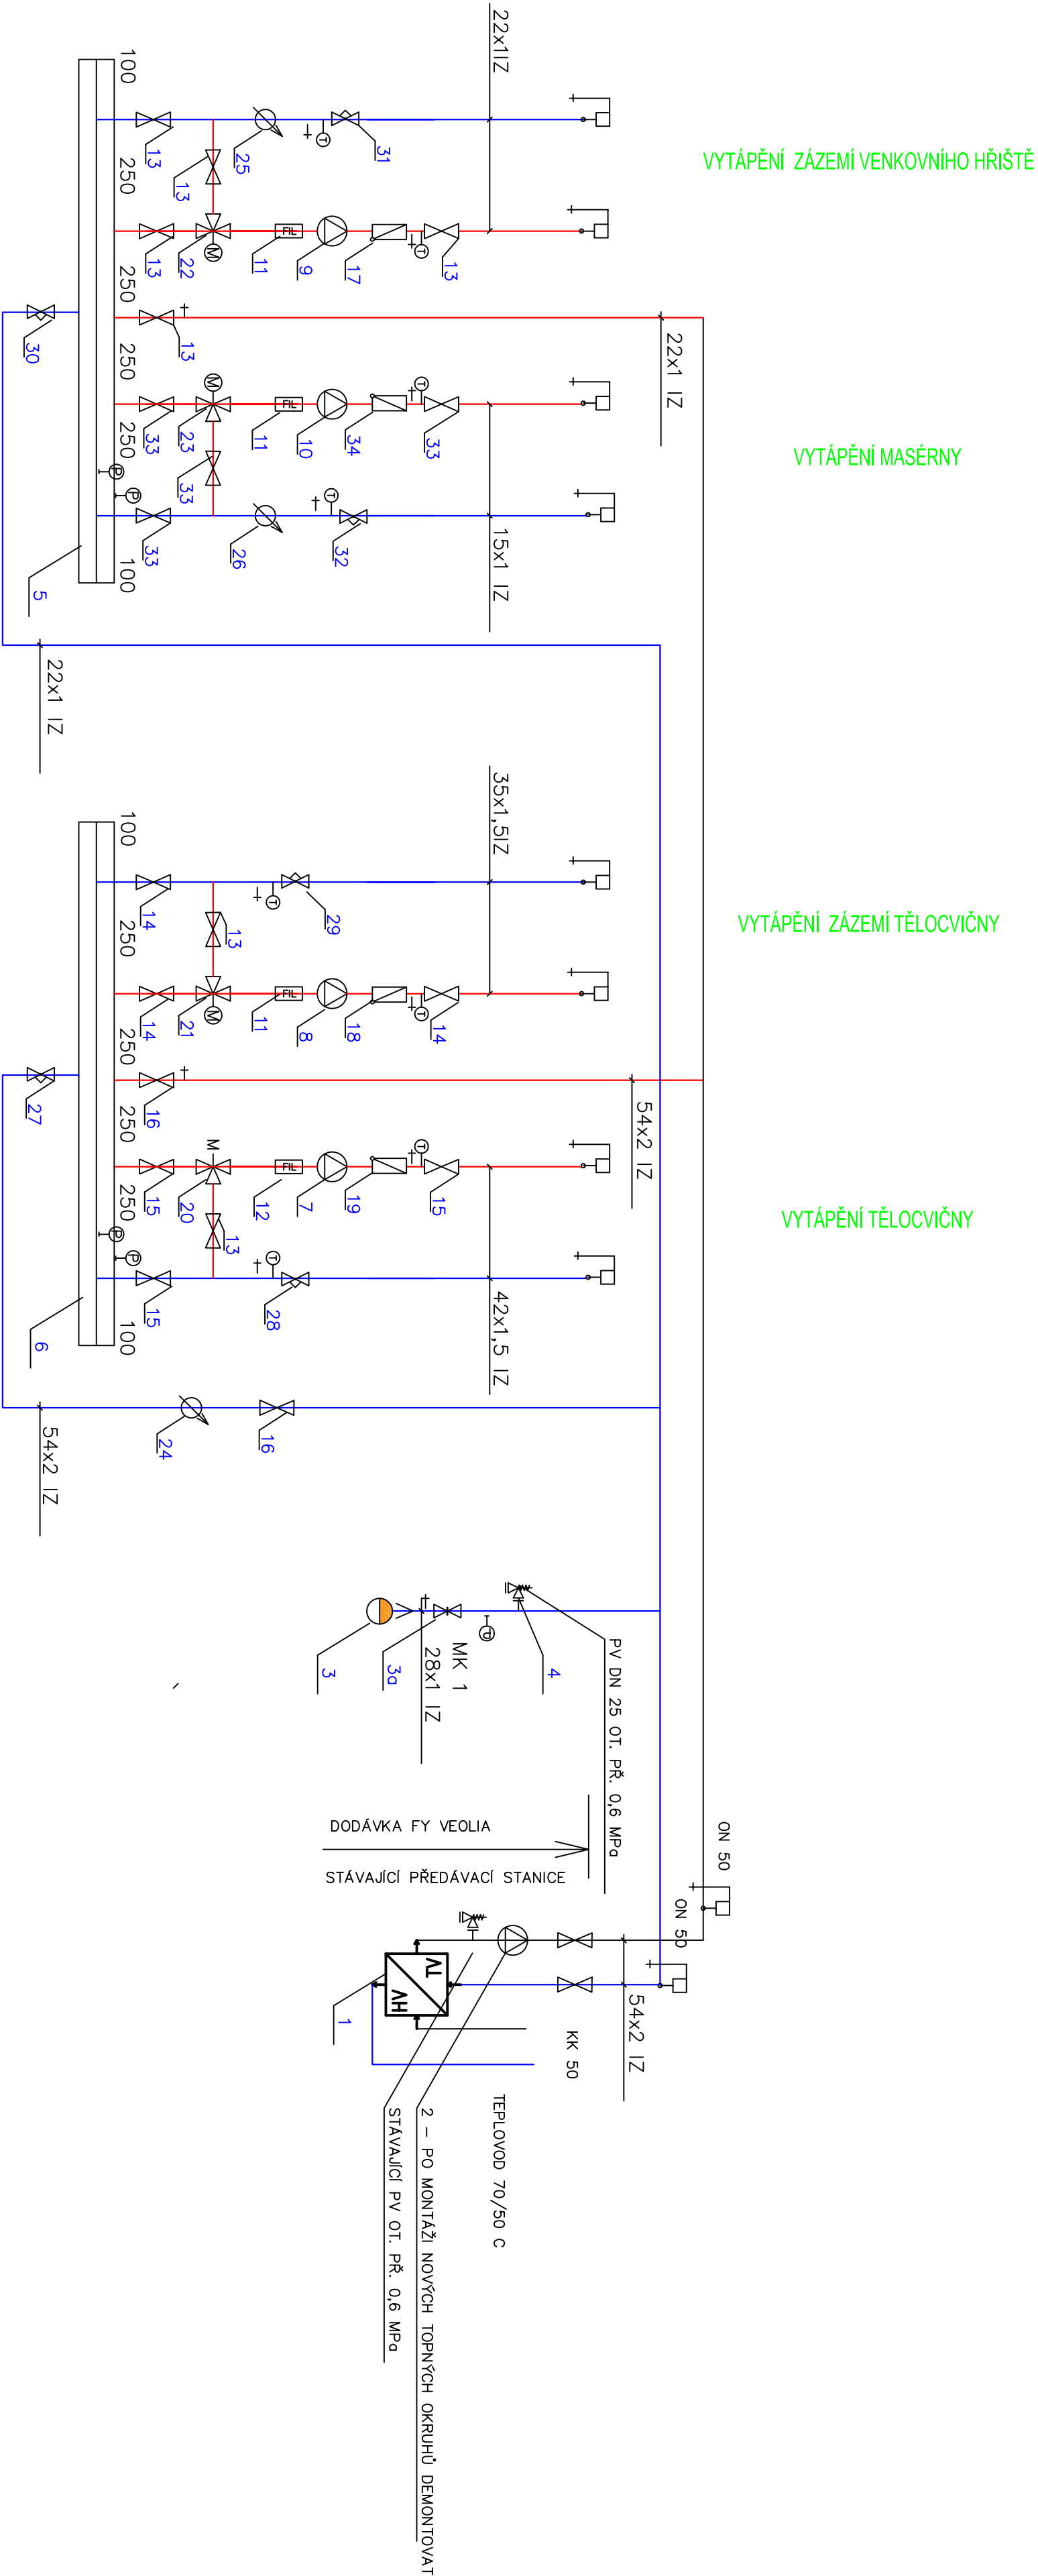 22x1IZ
100
13
13
25
31
VYTÁPĚNÍ ZÁZEMÍ VENKOVNÍHO HŘIŠTĚ
250
T
13
22
M
11
FIL
9
17
T
13
250
30
13
22x1 IZ
250
M
33
23
11
FIL
10
34
T
33
VYTÁPĚNÍ MASÉRNY
250
P
P
33
33
26
T
32
15x1 IZ
100
5
22x1 IZ
35x1,5IZ
100
14
13
T
29
VYTÁPĚNÍ ZÁZEMÍ TĚLOCVIČNY
250
14
21
M
11
FIL
8
18
T
14
250
27
16
54x2 IZ
250
M
15
20
12
FIL
7
19
T
15
VYTÁPĚNÍ TĚLOCVIČNY
250
P
P
13
15
T
28
42x1,5 IZ
100
6
24
16
54x2 IZ
3
3a
MK 1
28x1 IZ
P
4
PV DN 25 OT. PŘ. 0,6 MPa
DODÁVKA FY VEOLIA
STÁVAJÍCÍ PŘEDÁVACÍ STANICE
ON 50
ON 50
TV
HV
1
KK 50
54x2 IZ
TEPLOVOD 70/50 C
2 – PO MONTÁŽI NOVÝCH TOPNÝCH OKRUHŮ DEMONTOVAT
STÁVAJÍCÍ PV OT. PŘ. 0,6 MPa